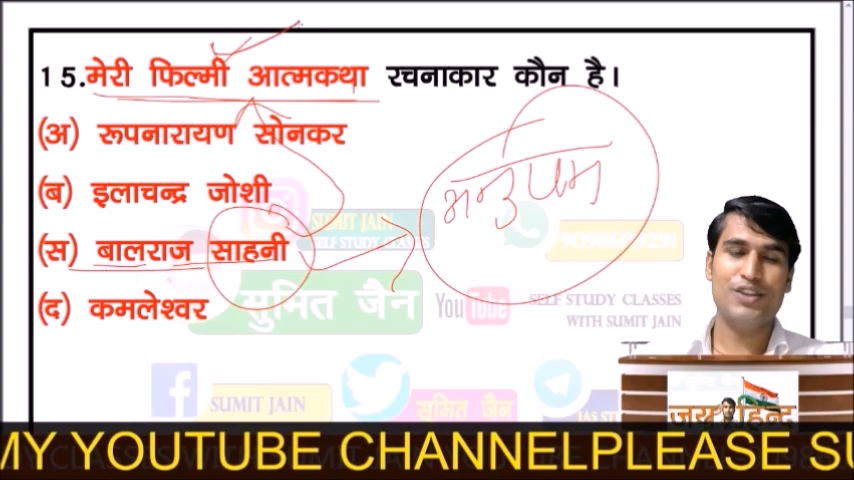 15.मेरी फिल्मी आत्मकथा रचनाकार कौन है।
(अ) रूपनारायण सोनकर
(ब) इलाचन्द्र जोशी
(स) बालराज साहनी
(द) कमलेश्वर
SUMIT JAIN
SELF STUDY CLASSES
सुमित जैन
YouTube
SELF STUDY CLASSES
WITH SUMIT JAIN
SUMIT JAIN
सुमित जैन
IAS
जय हिन्द
MY YOUTUBE CHANNELPLEASE SU